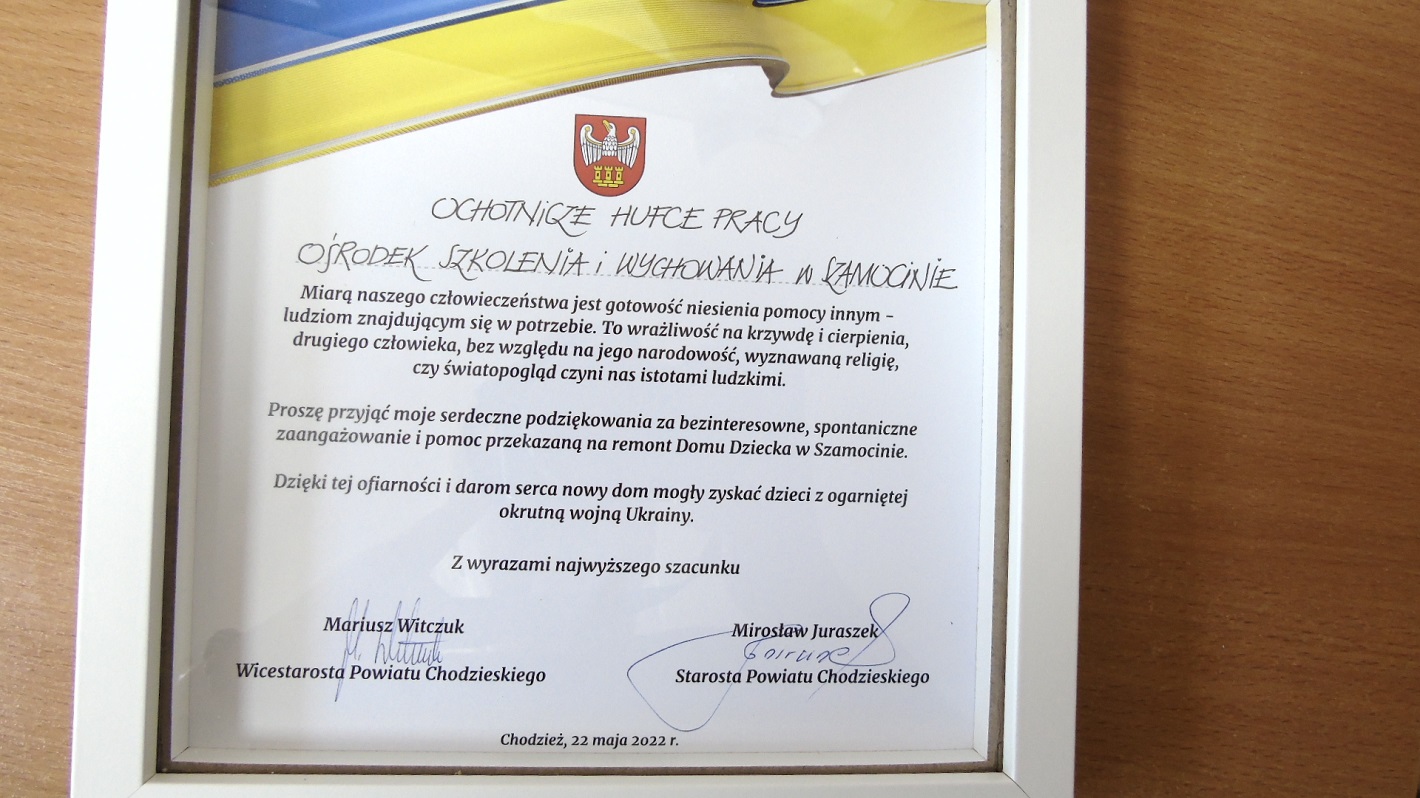 OCHOTNICZE HUFCE PRACY
OŚRODEK SZKOLENIA i WYCHOWANIA w SZAMOCINIE
Miarą naszego człowieczeństwa jest gotowość niesienia pomocy innym –
ludziom znajdującym się w potrzebie. To wrażliwość na krzywdę i cierpienia,
drugiego człowieka, bez względu na jego narodowość, wyznawaną religię,
czy światopogląd czyni nas istotami ludzkimi.
Proszę przyjąć moje serdeczne podziękowania za bezinteresowne, spontaniczne
zaangażowanie i pomoc przekazaną na remont Domu Dziecka w Szamocinie.
Dzięki tej ofiarności i darom serca nowy dom mogły zyskać dzieci z ogarniętej
okrutną wojną Ukrainy.
Z wyrazami najwyższego szacunku
Mariusz Witczuk
Wicestarosta Powiatu Chodzieskiego
Mirosław Juraszek
Starosta Powiatu Chodzieskiego
Chodzież, 22 maja 2022 r.